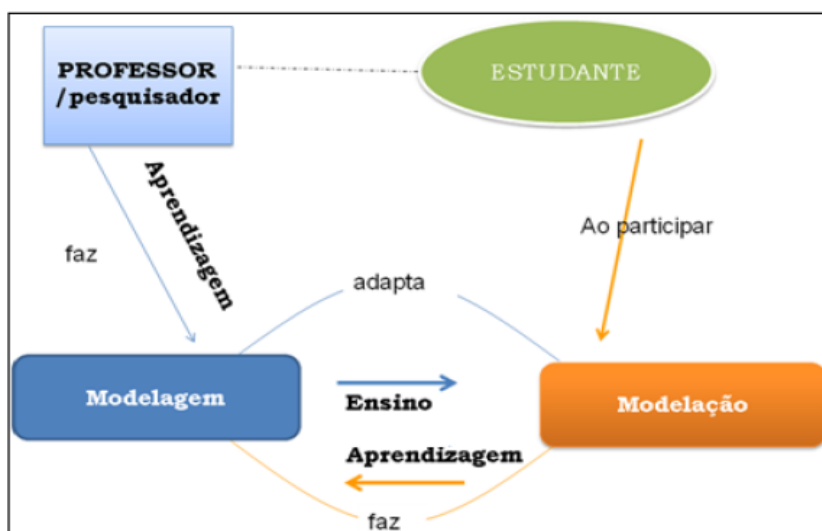 PROFESSOR
/pesquisador
ESTUDANTE
Aprendizagem
faz
Ao participar
adapta
Modelagem
Ensino
Aprendizagem
Modelação
faz